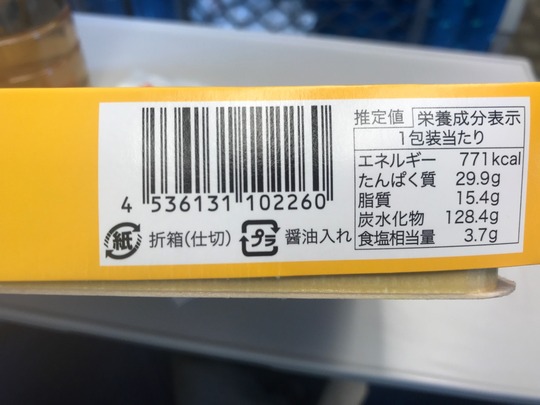 推定値 栄養成分表示
1包装当たり
エネルギー 771kcal
たんぱく質 29.9g
脂質 15.4g
炭水化物 128.4g
食塩相当量 3.7g
4 536131 102260
紙 折箱(仕切) プラ 醤油入れ